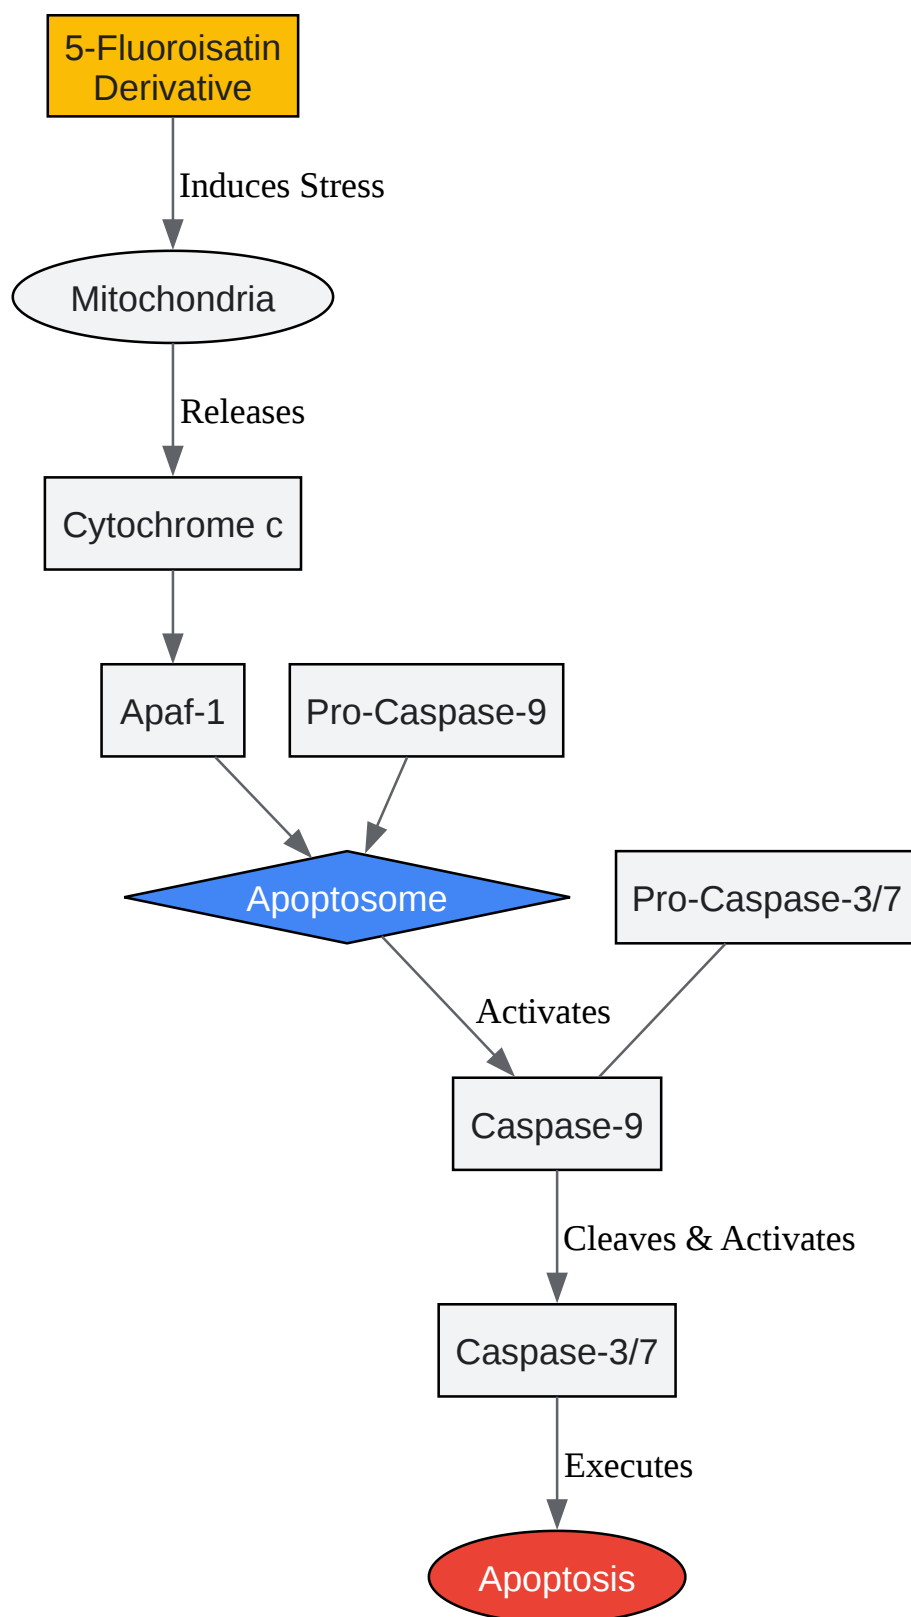 5-Fluoroisatin
Derivative
Induces Stress
Mitochondria
Releases
Cytochrome c
Apaf-1
Pro-Caspase-9
Apoptosome
Pro-Caspase-3/7
Activates
Caspase-9
Cleaves & Activates
Caspase-3/7
Executes
Apoptosis